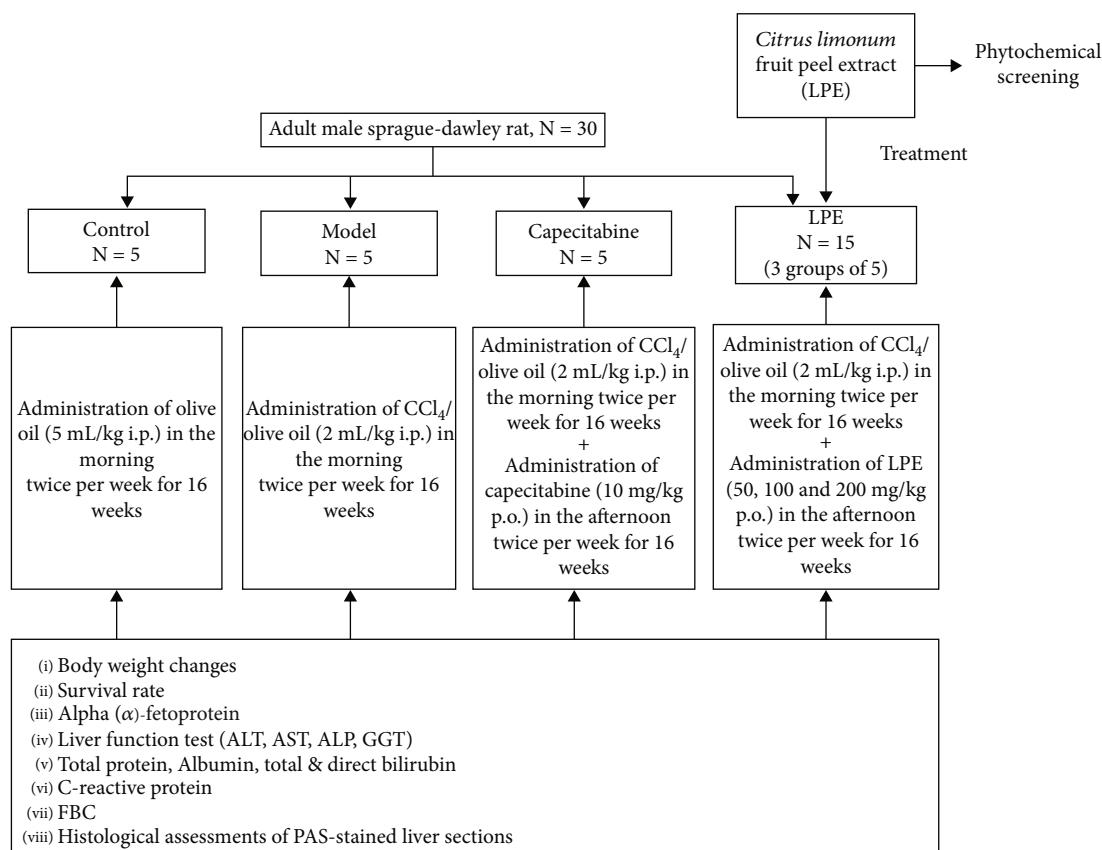 Citrus limonum
fruit peel extract
(LPE)
Phytochemical
screening
Adult male sprague-dawley rat, N = 30
Treatment
Control
N = 5
Model
N = 5
Capecitabine
N = 5
LPE
N = 15
(3 groups of 5)
Administration of olive
oil (5 mL/kg i.p.) in the
morning
twice per week for 16
weeks
Administration of CCl₄/
olive oil (2 mL/kg i.p.) in
the morning
twice per week for 16
weeks
Administration of CCl₄/
olive oil (2 mL/kg i.p.) in
the morning twice per
week for 16 weeks
+
Administration of
capecitabine (10 mg/kg
p.o.) in the afternoon
twice per week for 16
weeks
Administration of CCl₄/
olive oil (2 mL/kg i.p.) in
the morning twice per
week for 16 weeks
+
Administration of LPE
(50, 100 and 200 mg/kg
p.o.) in the afternoon
twice per week for 16
weeks
(i) Body weight changes
(ii) Survival rate
(iii) Alpha (α)-fetoprotein
(iv) Liver function test (ALT, AST, ALP, GGT)
(v) Total protein, Albumin, total & direct bilirubin
(vi) C-reactive protein
(vii) FBC
(viii) Histological assessments of PAS-stained liver sections